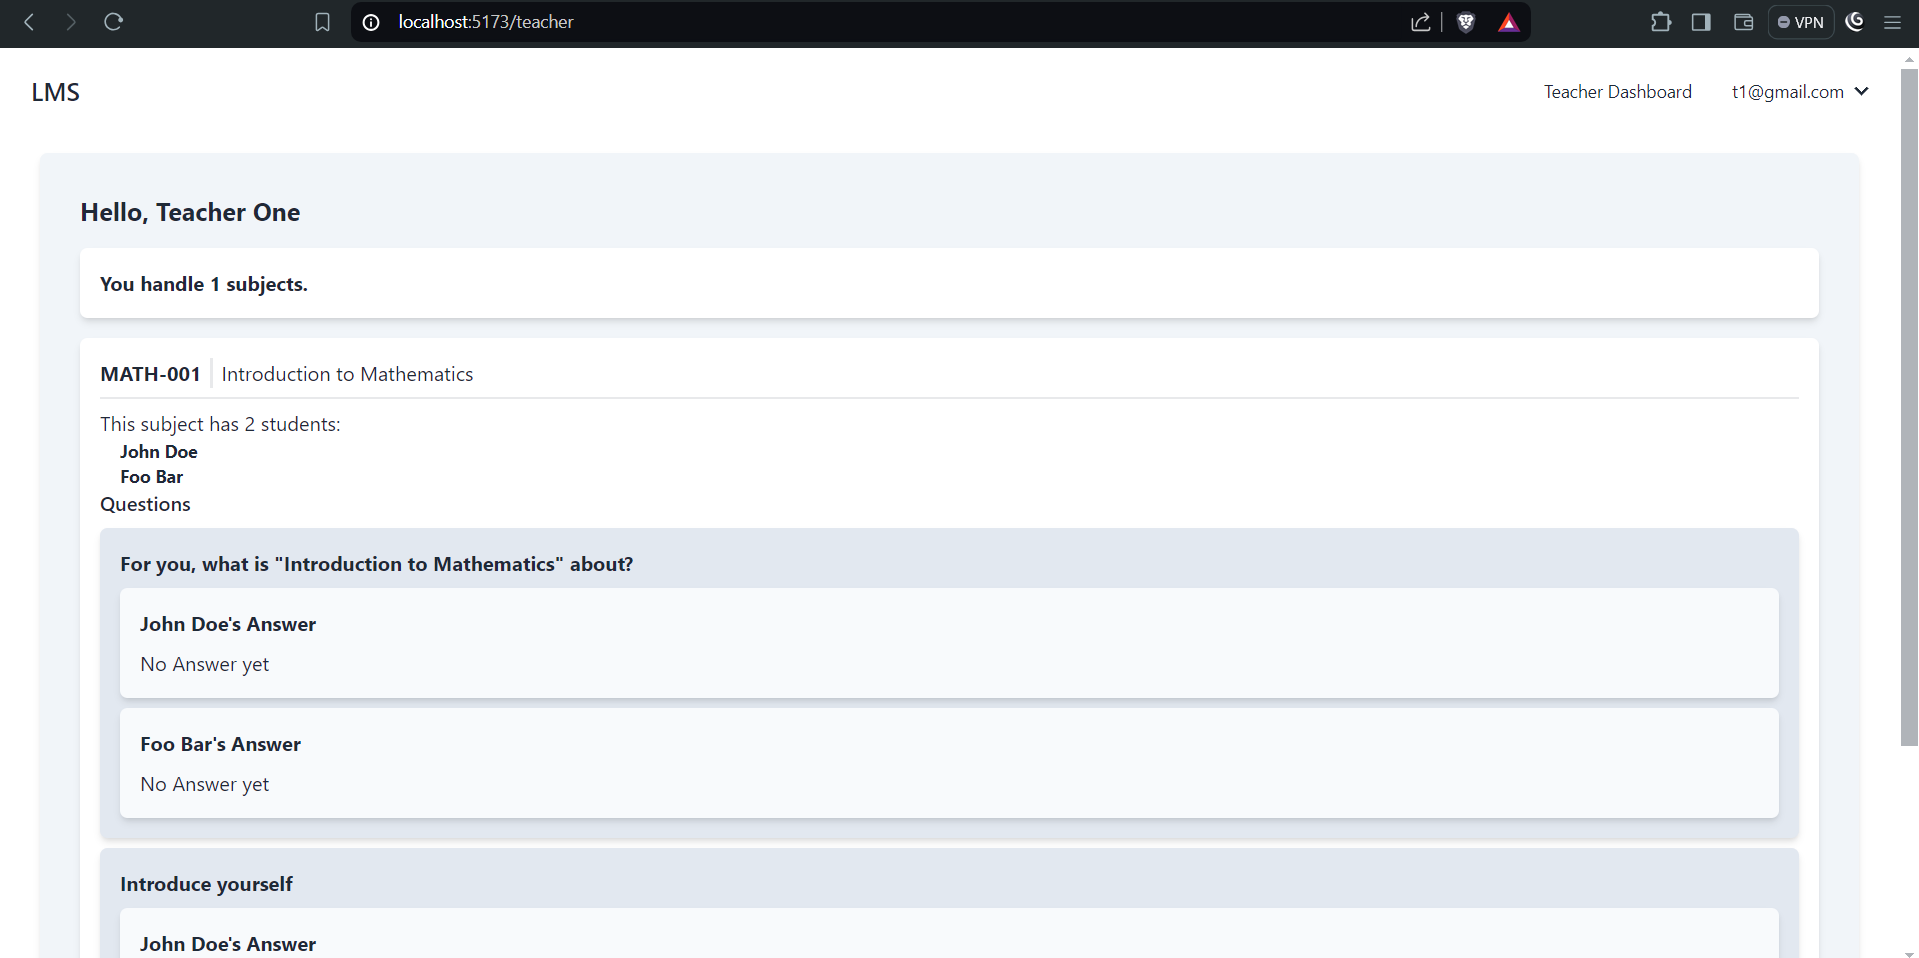 localhost:5173/teacher
VPN
LMS
Teacher Dashboard
t1@gmail.com
Hello, Teacher One
You handle 1 subjects.
MATH-001
Introduction to Mathematics
This subject has 2 students:
John Doe
Foo Bar
Questions
For you, what is "Introduction to Mathematics" about?
John Doe's Answer
No Answer yet
Foo Bar's Answer
No Answer yet
Introduce yourself
John Doe's Answer